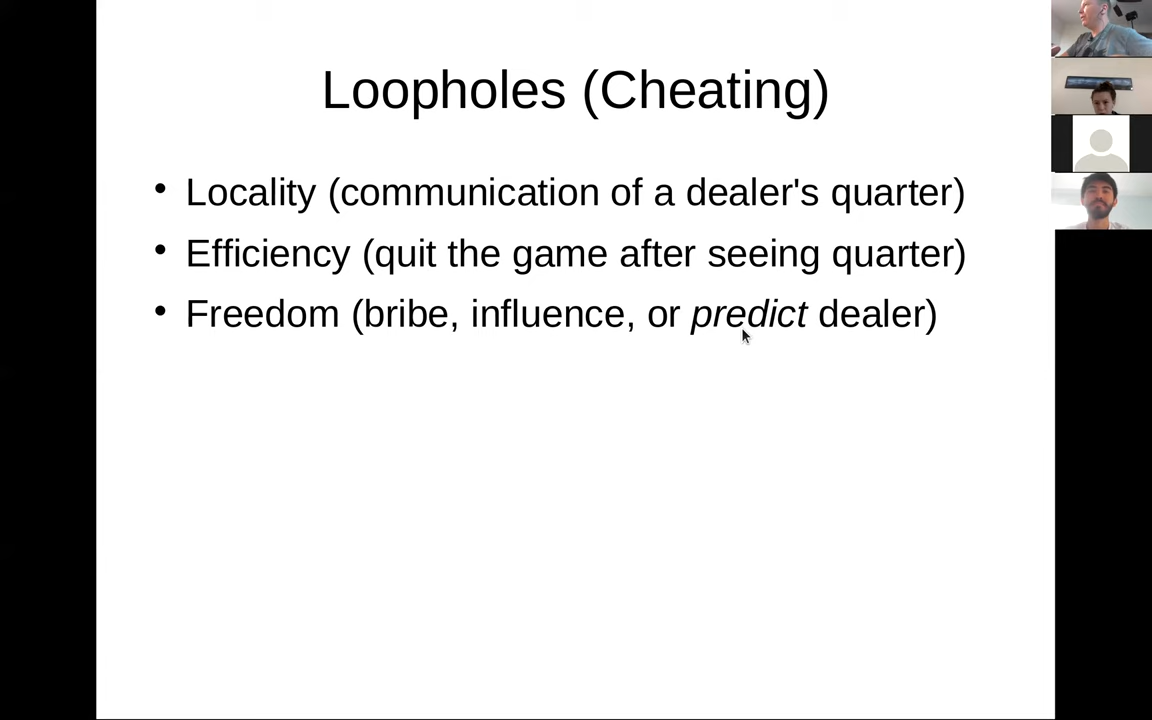 Loopholes (Cheating)
• Locality (communication of a dealer's quarter)
• Efficiency (quit the game after seeing quarter)
• Freedom (bribe, influence, or predict dealer)